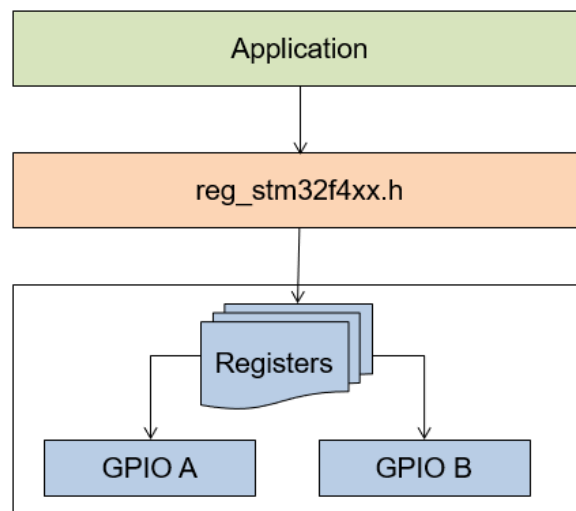 Application
reg_stm32f4xx.h
Registers
GPIO A
GPIO B